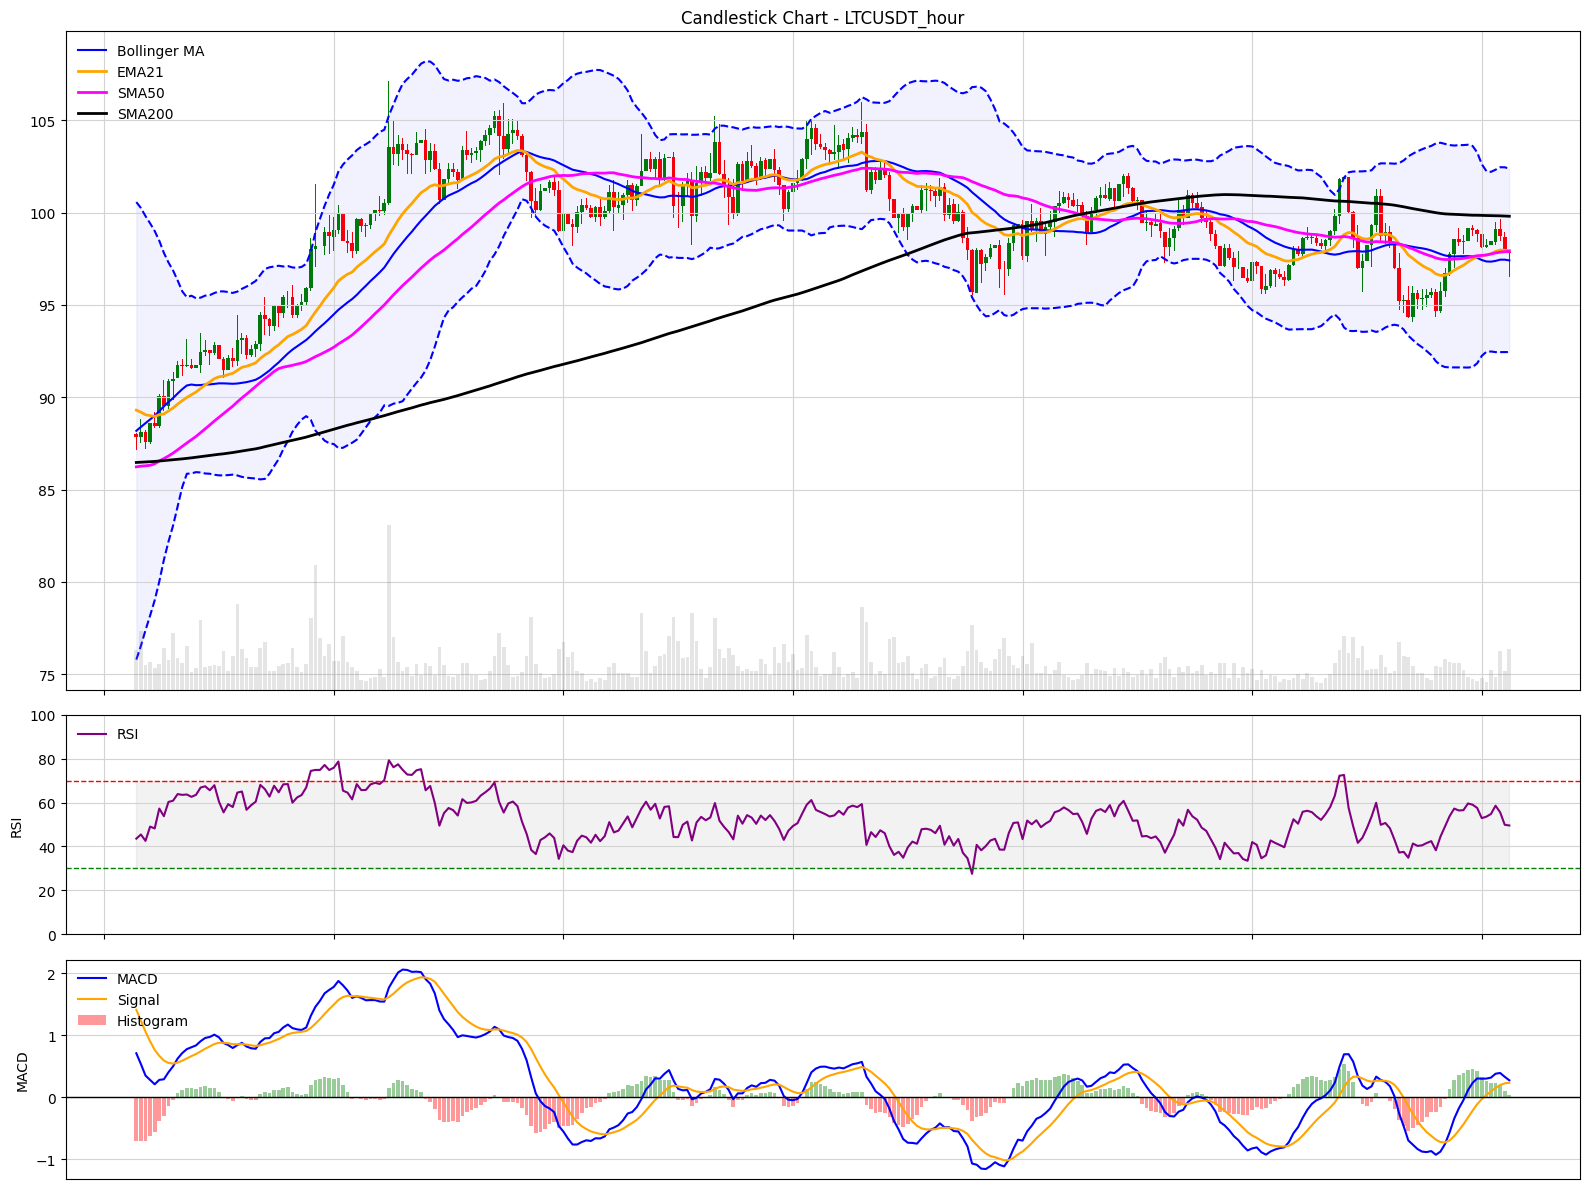 Candlestick Chart - LTCUSDT_hour
Bollinger MA
EMA21
SMA50
SMA200
105
100
95
90
85
80
75
RSI
100
80
60
40
20
0
RSI
MACD
Signal
Histogram
2
1
0
−1
MACD